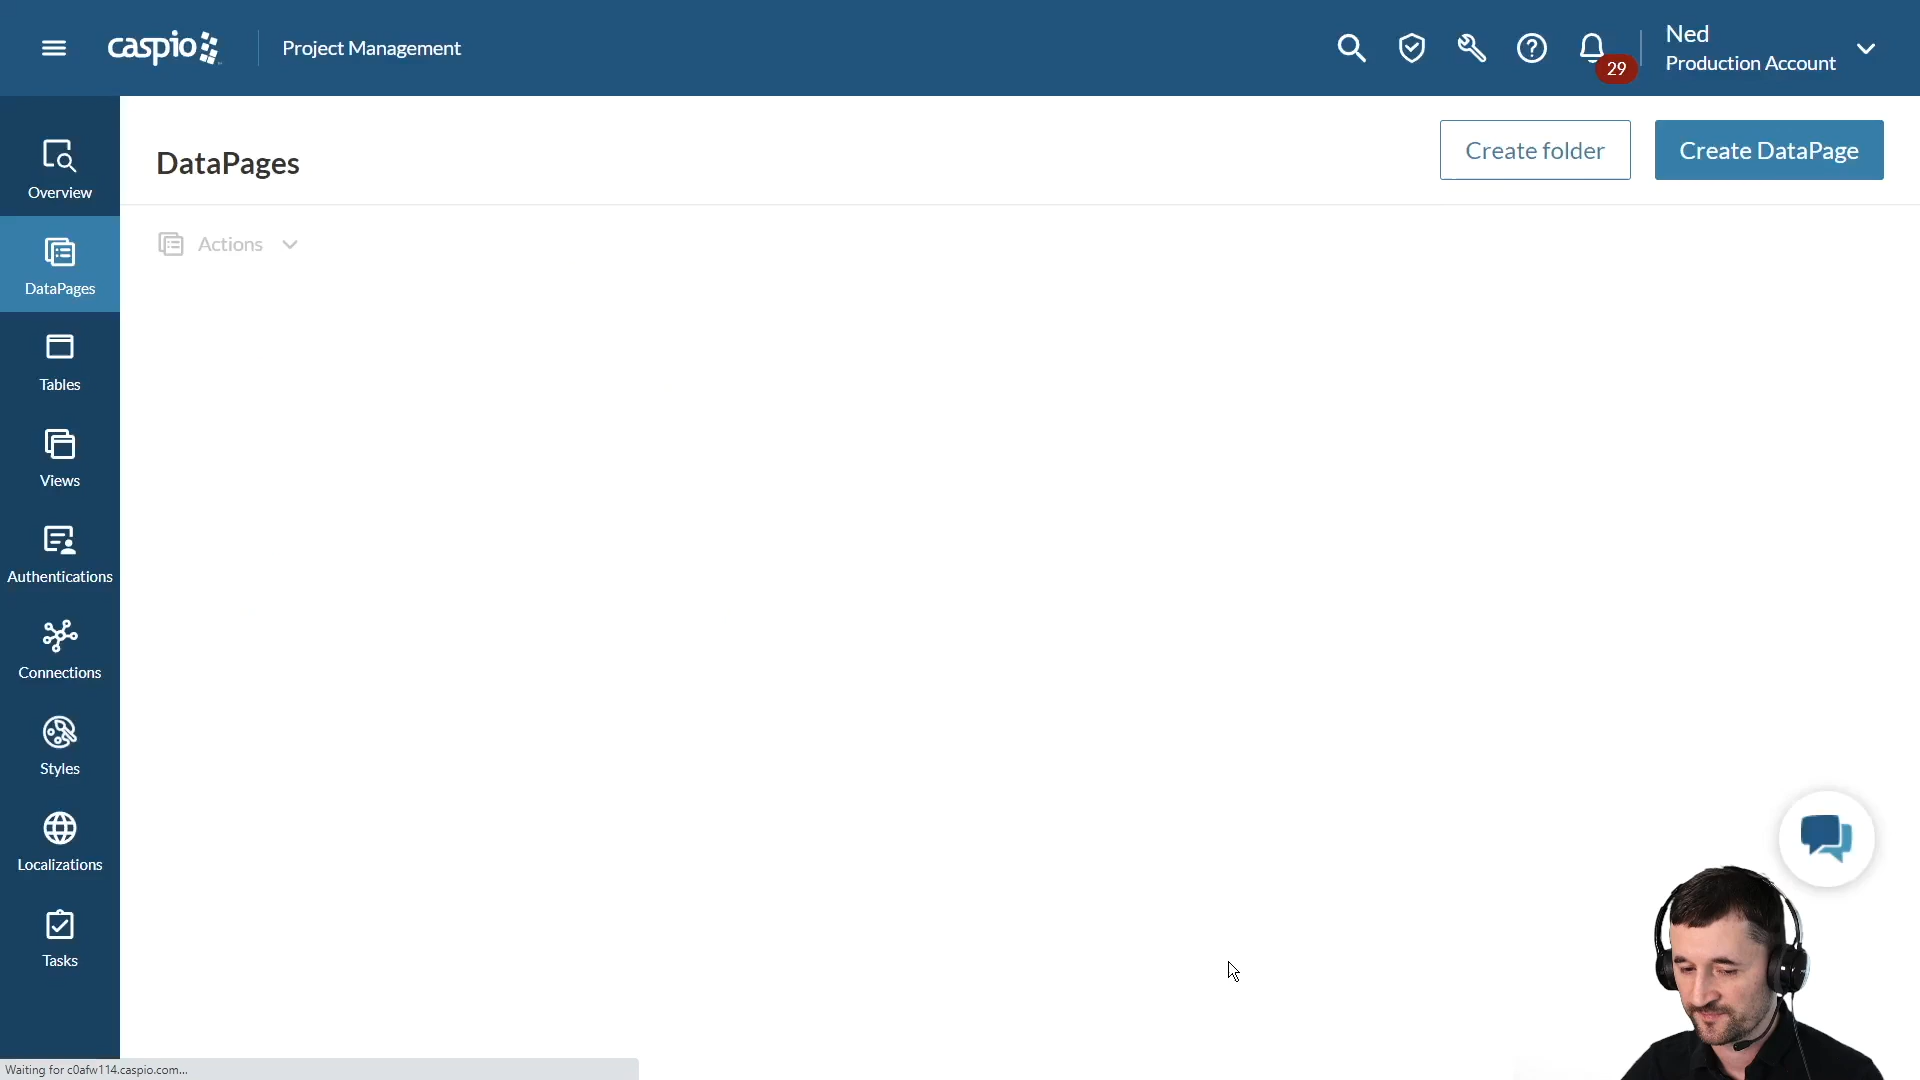 caspio
Project Management
29
Ned
Production Account
Overview
DataPages
Tables
Views
Authentications
Connections
Styles
Localizations
Tasks
DataPages
Create folder
Create DataPage
Actions
Waiting for c0afw114.caspio.com...